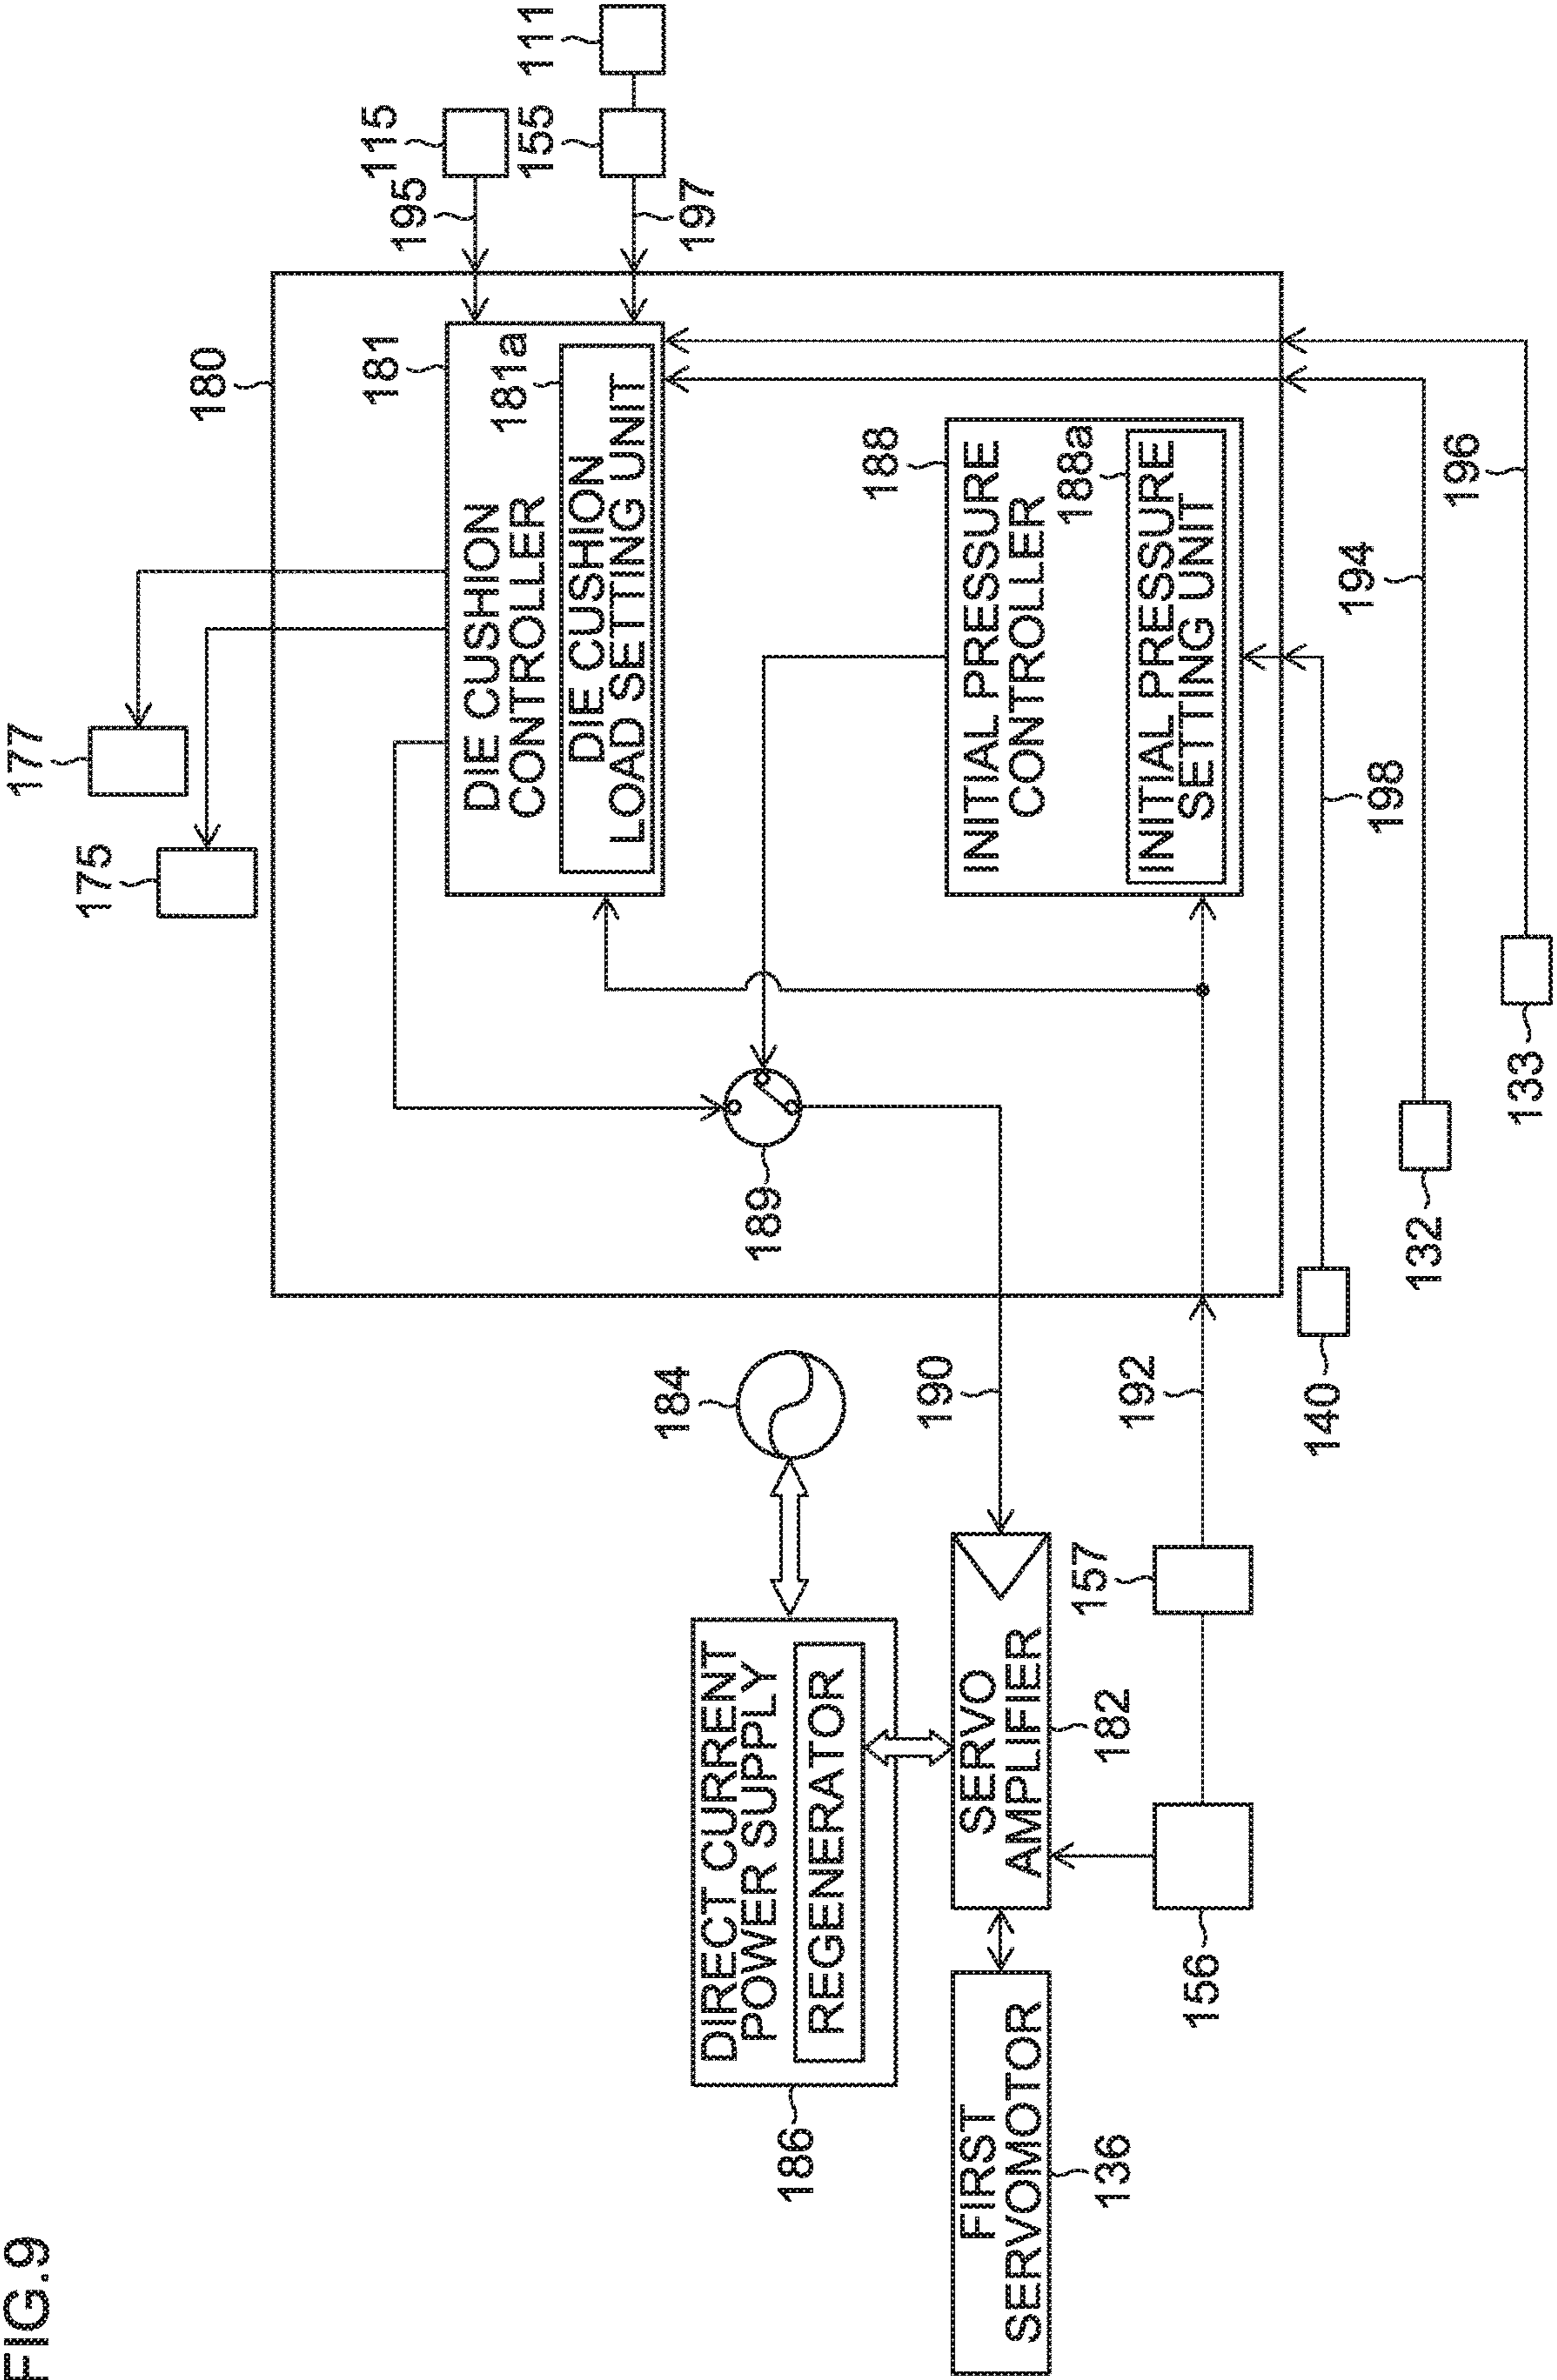 FIG.9
177
175
180
115
195
111
155
197
181
DIE CUSHION
CONTROLLER
181a
DIE CUSHION
LOAD SETTING UNIT
188
INITIAL PRESSURE
CONTROLLER
188a
INITIAL PRESSURE
SETTING UNIT
189
184
190
192
DIRECT CURRENT
POWER SUPPLY
REGENERATOR
186
SERVO
AMPLIFIER
182
157
156
FIRST
SERVOMOTOR
136
140
198
132
194
133
196